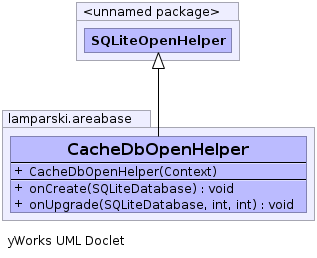 <unnamed package>
SQLiteOpenHelper
lamparski.areabase
CacheDbOpenHelper
+ CacheDbOpenHelper(Context)
+ onCreate(SQLiteDatabase) : void
+ onUpgrade(SQLiteDatabase, int, int) : void
yWorks UML Doclet